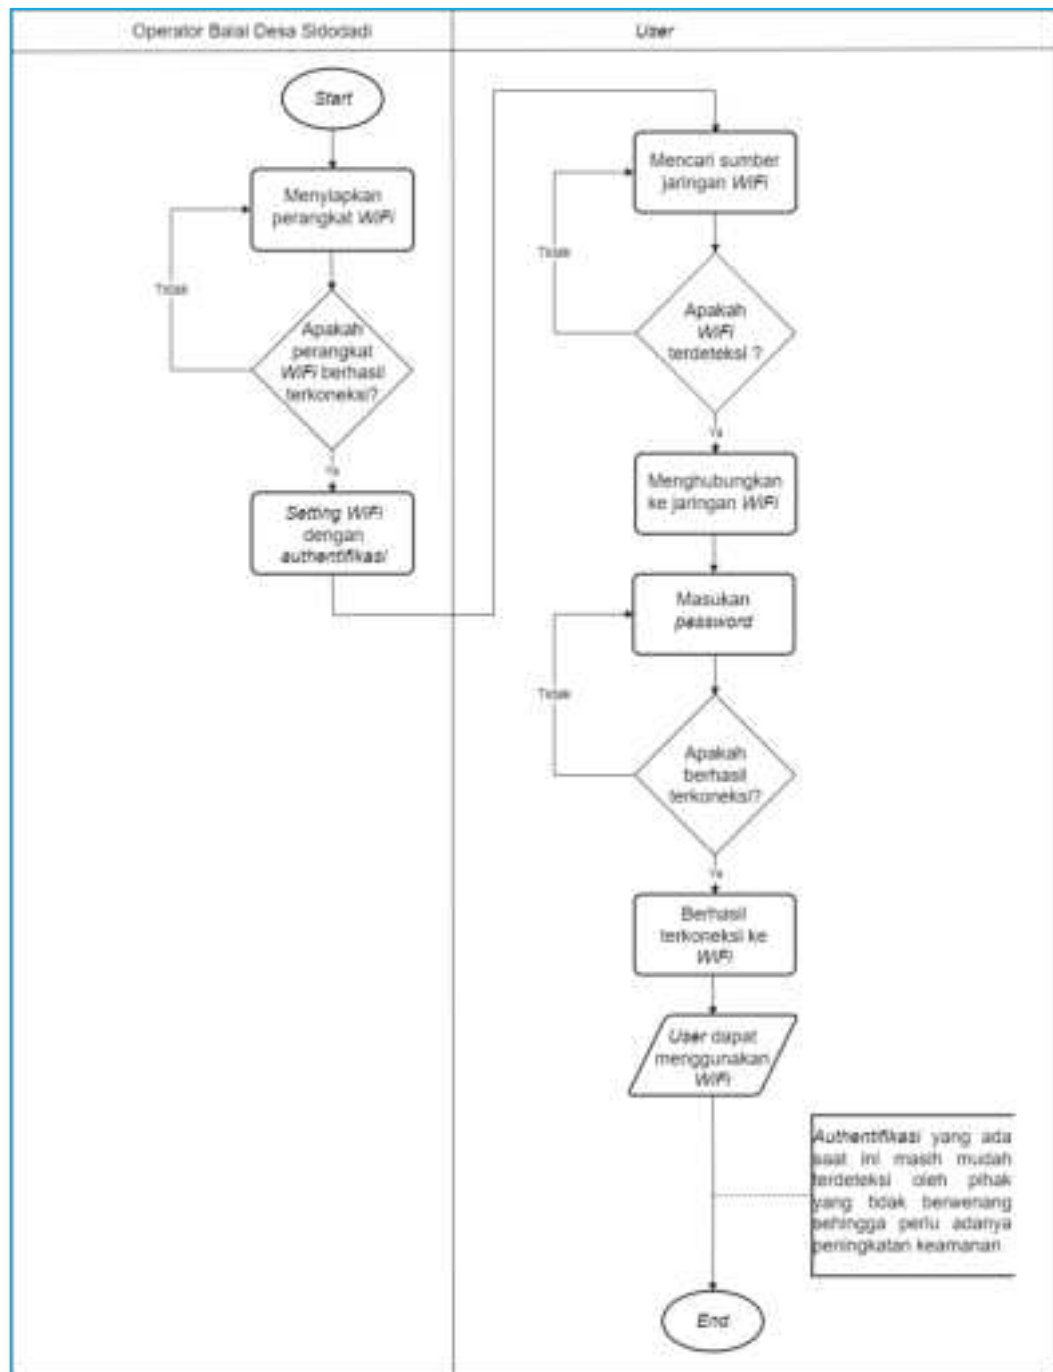 Operator Balai Desa Sidodadi
User
Start
Menyiapkan
perangkat WiFi
Tidak
Apakah
perangkat
WiFi berhasil
terkoneksi?
Ya
Setting WiFi
dengan
authentifikasi
Mencari sumber
jaringan WiFi
Tidak
Apakah
WiFi
terdeteksi ?
Ya
Menghubungkan
ke jaringan WiFi
Masukan
password
Tidak
Apakah
berhasil
terkoneksi?
Ya
Berhasil
terkoneksi ke
WiFi
User dapat
menggunakan
WiFi
Authentifikasi yang ada
saat ini masih mudah
terdeteksi oleh pihak
yang tidak berwenang
sehingga perlu adanya
peningkatan keamanan
End